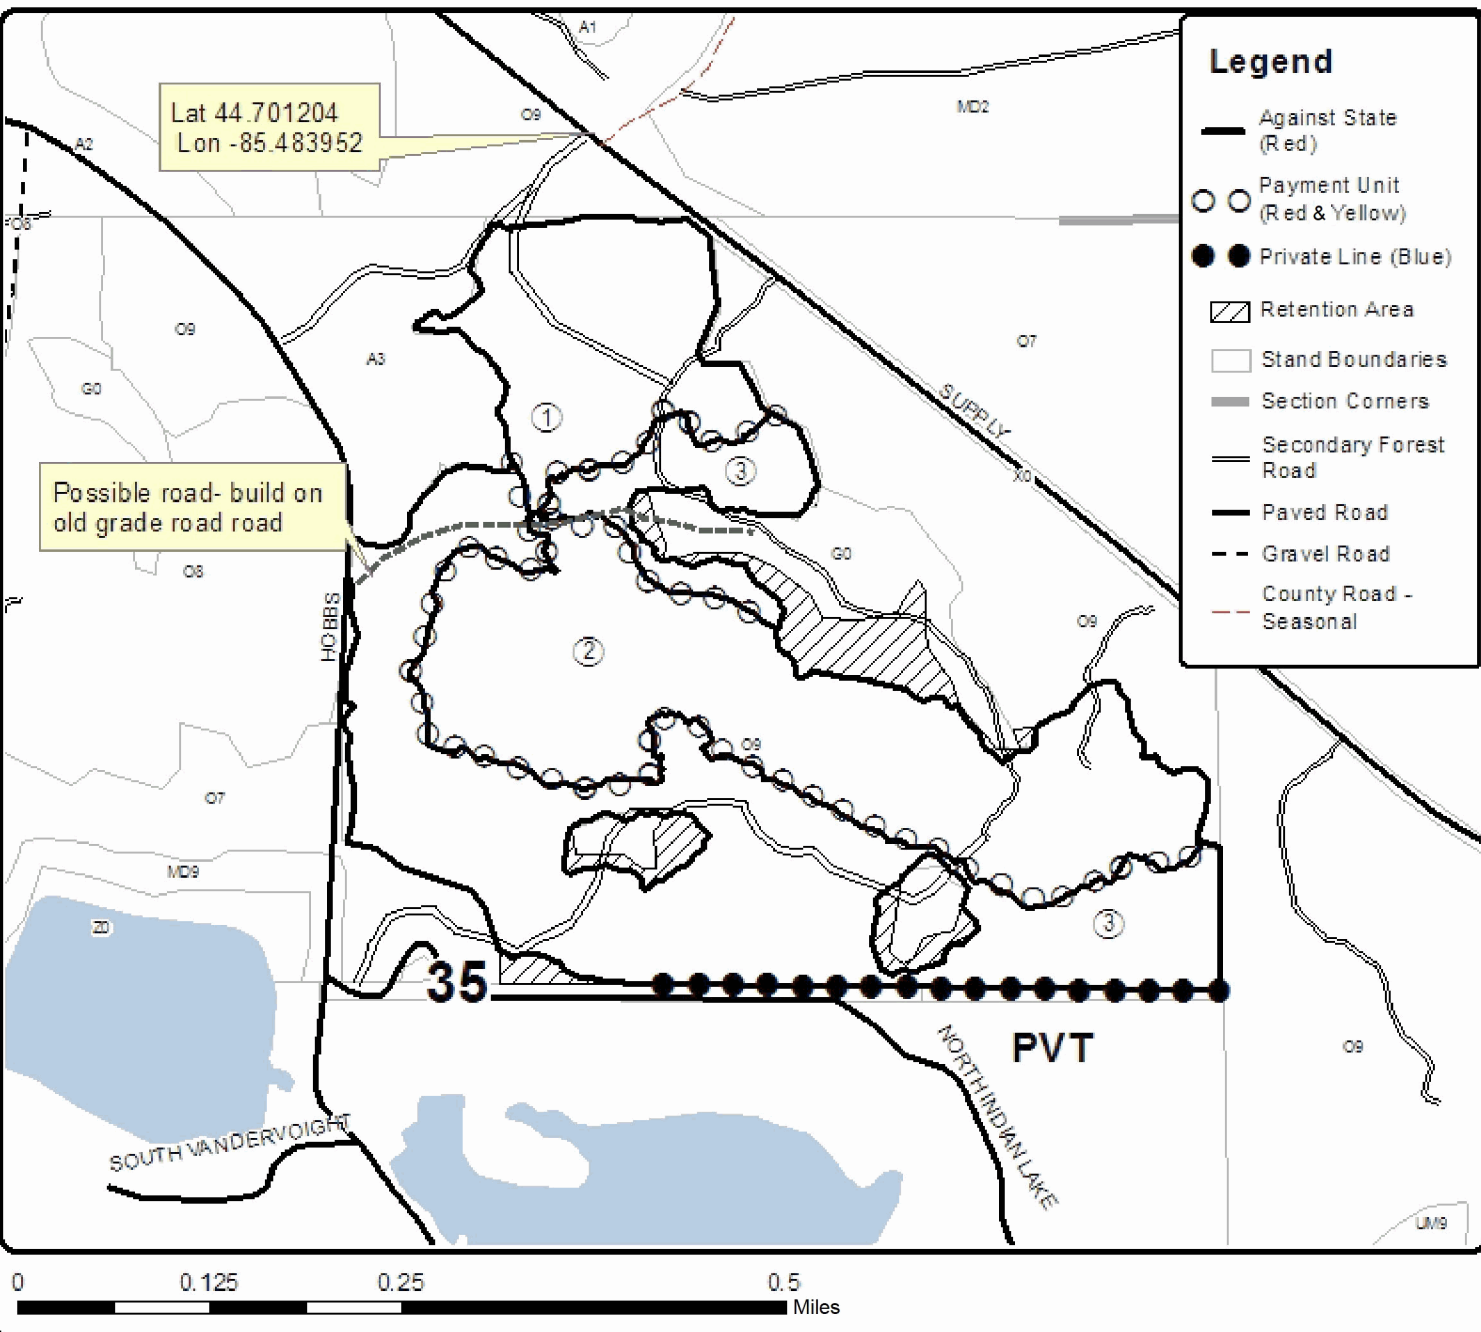 A1
Legend
Lat 44.701204
Lon -85.483952
O9
MD2
Against State
(Red)
A2
Payment Unit
(Red & Yellow)
O8
Private Line (Blue)
Retention Area
O9
A3
O7
Stand Boundaries
G0
SUPPLY
Section Corners
1
Secondary Forest
Road
3
X0
Possible road- build on
old grade road road
Paved Road
G0
Gravel Road
O8
County Road -
Seasonal
HOBBS
O9
2
O9
O7
MD9
Z0
3
35
PVT
NORTH INDIAN LAKE
O9
SOUTH VANDERVOIGHT
UM9
0
0.125
0.25
0.5
Miles